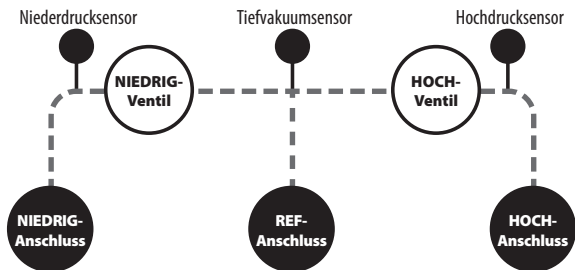 Niederdrucksensor
Tiefvakuumsensor
Hochdrucksensor
NIEDRIG-
Ventil
HOCH-
Ventil
NIEDRIG-
Anschluss
REF-
Anschluss
HOCH-
Anschluss